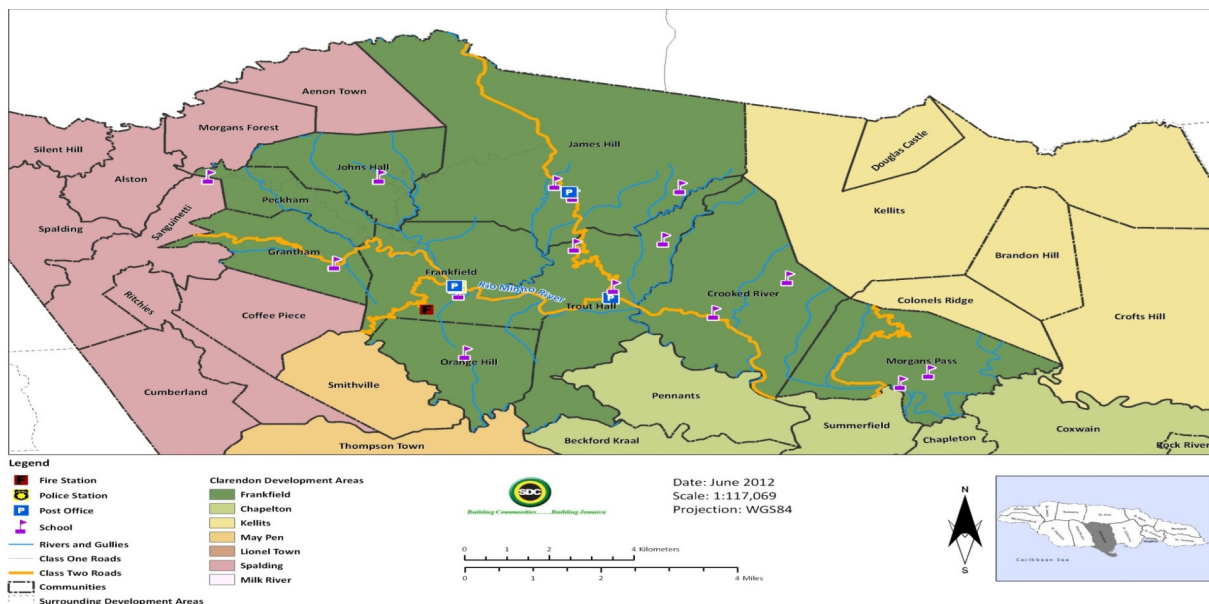 Aenon Town
Morgans Forest
Silent Hill
James Hill
Douglas Castle
Johns Hall
Alston
Peckham
Kellits
Sanguinetti
Spalding
Grantham
Brandon Hill
Frankfield
Rio Minho River
Ritchies
Crooked River
Colonels Ridge
Trout Hall
P
P
P
F
Coffee Piece
Crofts Hill
Orange Hill
Morgans Pass
Smithville
Cumberland
Pennants
Summerfield
Coxwain
Thompson Town
Beckford Kraal
Chapleton
Rock River
Legend
F Fire Station
Police Station
P Post Office
School
Rivers and Gullies
Class One Roads
Class Two Roads
Communities
Surrounding Development Areas
Clarendon Development Areas
Frankfield
Chapelton
Kellits
May Pen
Lionel Town
Spalding
Milk River
SDC
Building Communities......Building Jamaica
Date: June 2012
Scale: 1:117,069
Projection: WGS84
0 1 2 4 Kilometers
0 1 2 4 Miles
N
S
Caribbean Sea